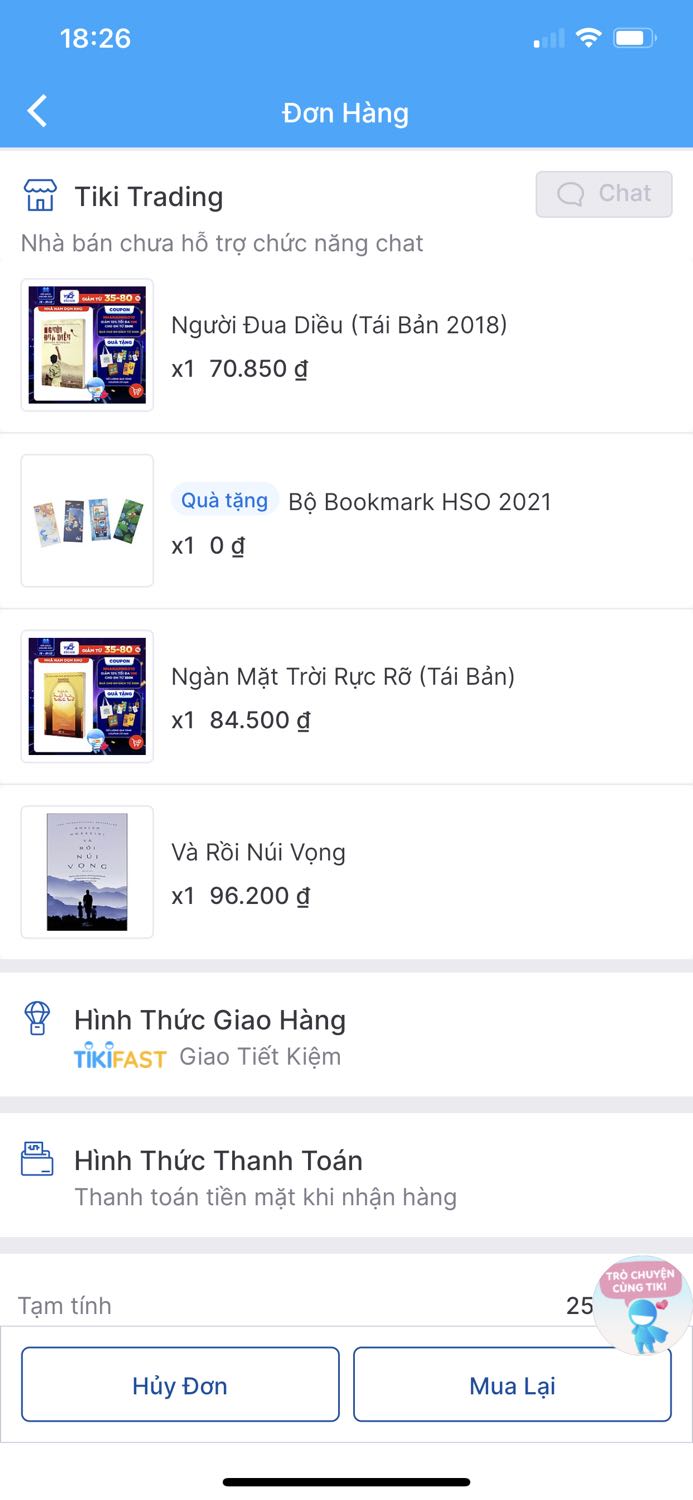 18:26
Đơn Hàng
Tiki Trading
Chat
Nhà bán chưa hỗ trợ chức năng chat
GIẢM TỪ 35-80
COUPON
QUÀ TẶNG
Người Đua Diều (Tái Bản 2018)
x1 70.850 ₫
Quà tặng Bộ Bookmark HSO 2021
x1 0 ₫
GIẢM TỪ 35-80
COUPON
QUÀ TẶNG
Ngàn Mặt Trời Rực Rỡ (Tái Bản)
x1 84.500 ₫
VÀ
RỒI
NÚI
VỌNG
Và Rồi Núi Vọng
x1 96.200 ₫
Hình Thức Giao Hàng
TIKIFAST Giao Tiết Kiệm
Hình Thức Thanh Toán
Thanh toán tiền mặt khi nhận hàng
TRÒ CHUYỆN
CÙNG TIKI
Tạm tính 25
Hủy Đơn
Mua Lại